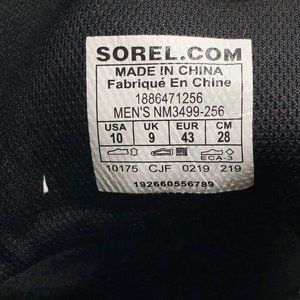 SOREL.COM
MADE IN CHINA
Fabriqué En Chine
1886471256
MEN'S NM3499-256
USA UK EUR CM
10 9 43 28
ECA-3
10175 CJF 0219 219
192660556789